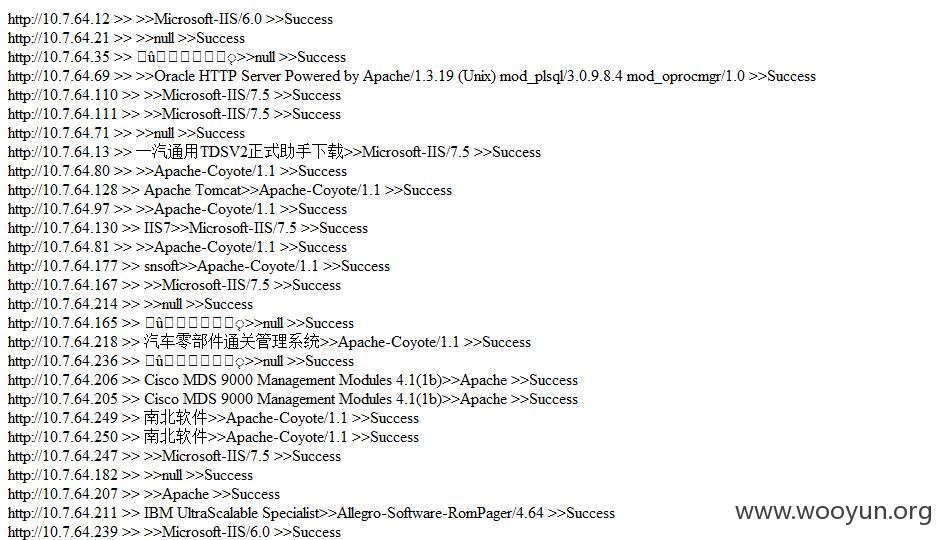 http://10.7.64.12 >> >>Microsoft-IIS/6.0 >>Success
http://10.7.64.21 >> >>null >>Success
http://10.7.64.35 >> >>null >>Success
http://10.7.64.69 >> >>Oracle HTTP Server Powered by Apache/1.3.19 (Unix) mod_plsql/3.0.9.8.4 mod_oprocmgr/1.0 >>Success
http://10.7.64.110 >> >>Microsoft-IIS/7.5 >>Success
http://10.7.64.111 >> >>Microsoft-IIS/7.5 >>Success
http://10.7.64.71 >> >>null >>Success
http://10.7.64.13 >> 一汽通用TDSV2正式助手下载>>Microsoft-IIS/7.5 >>Success
http://10.7.64.80 >> >>Apache-Coyote/1.1 >>Success
http://10.7.64.128 >> Apache Tomcat>>Apache-Coyote/1.1 >>Success
http://10.7.64.97 >> >>Apache-Coyote/1.1 >>Success
http://10.7.64.130 >> IIS7>>Microsoft-IIS/7.5 >>Success
http://10.7.64.81 >> >>Apache-Coyote/1.1 >>Success
http://10.7.64.177 >> snsoft>>Apache-Coyote/1.1 >>Success
http://10.7.64.167 >> >>Microsoft-IIS/7.5 >>Success
http://10.7.64.214 >> >>null >>Success
http://10.7.64.165 >> >>null >>Success
http://10.7.64.218 >> 汽车零部件通关管理系统>>Apache-Coyote/1.1 >>Success
http://10.7.64.236 >> >>null >>Success
http://10.7.64.206 >> Cisco MDS 9000 Management Modules 4.1(1b)>>Apache >>Success
http://10.7.64.205 >> Cisco MDS 9000 Management Modules 4.1(1b)>>Apache >>Success
http://10.7.64.249 >> 南北软件>>Apache-Coyote/1.1 >>Success
http://10.7.64.250 >> 南北软件>>Apache-Coyote/1.1 >>Success
http://10.7.64.247 >> >>Microsoft-IIS/7.5 >>Success
http://10.7.64.182 >> >>null >>Success
http://10.7.64.207 >> >>Apache >>Success
http://10.7.64.211 >> IBM UltraScalable Specialist>>Allegro-Software-RomPager/4.64 >>Success
www.wooyun.org
http://10.7.64.239 >> >>Microsoft-IIS/6.0 >>Success